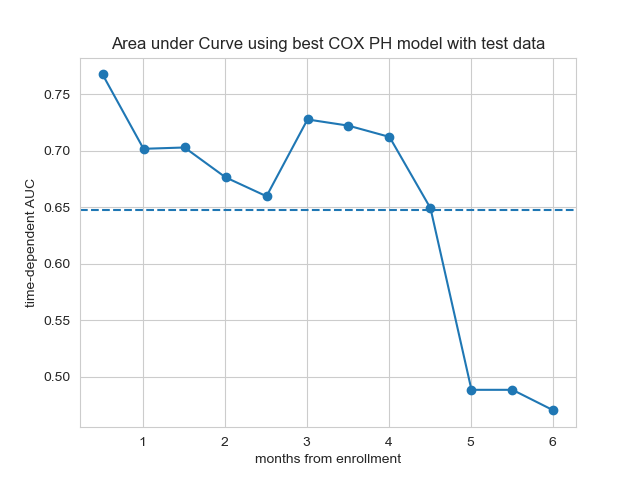 Area under Curve using best COX PH model with test data
time-dependent AUC
0.75
0.70
0.65
0.60
0.55
0.50
1 2 3 4 5 6
months from enrollment